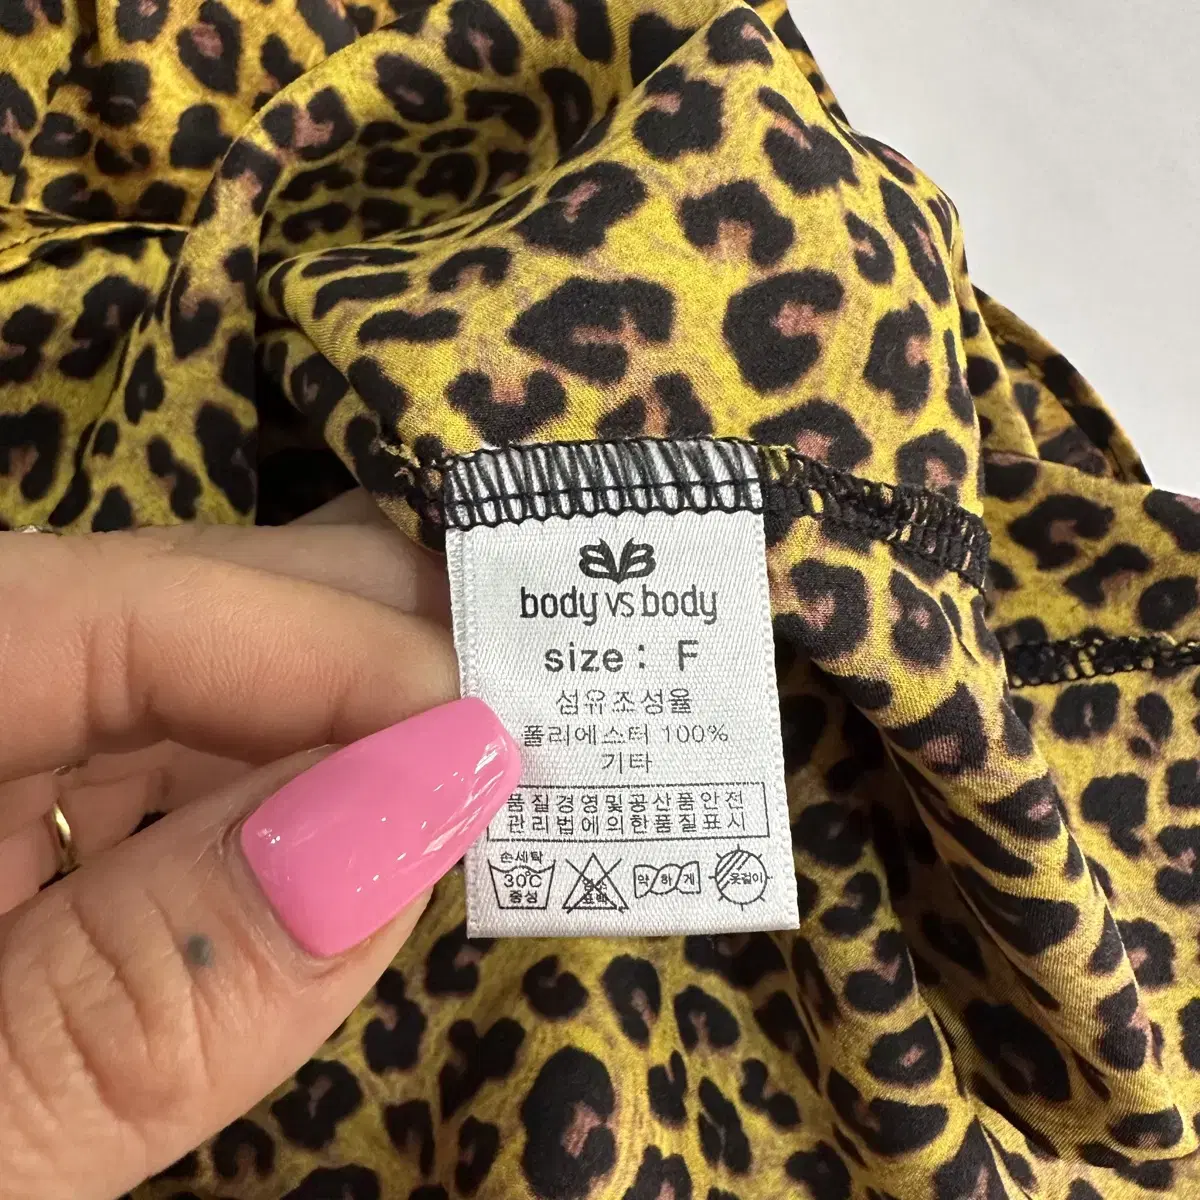 body vs body
size: F
섬유조성율
폴리에스터 100%
기타
품질경영및공산품안전
관리법에의한품질표시
손세탁
30℃
중성
표백
약하게
옷걸이